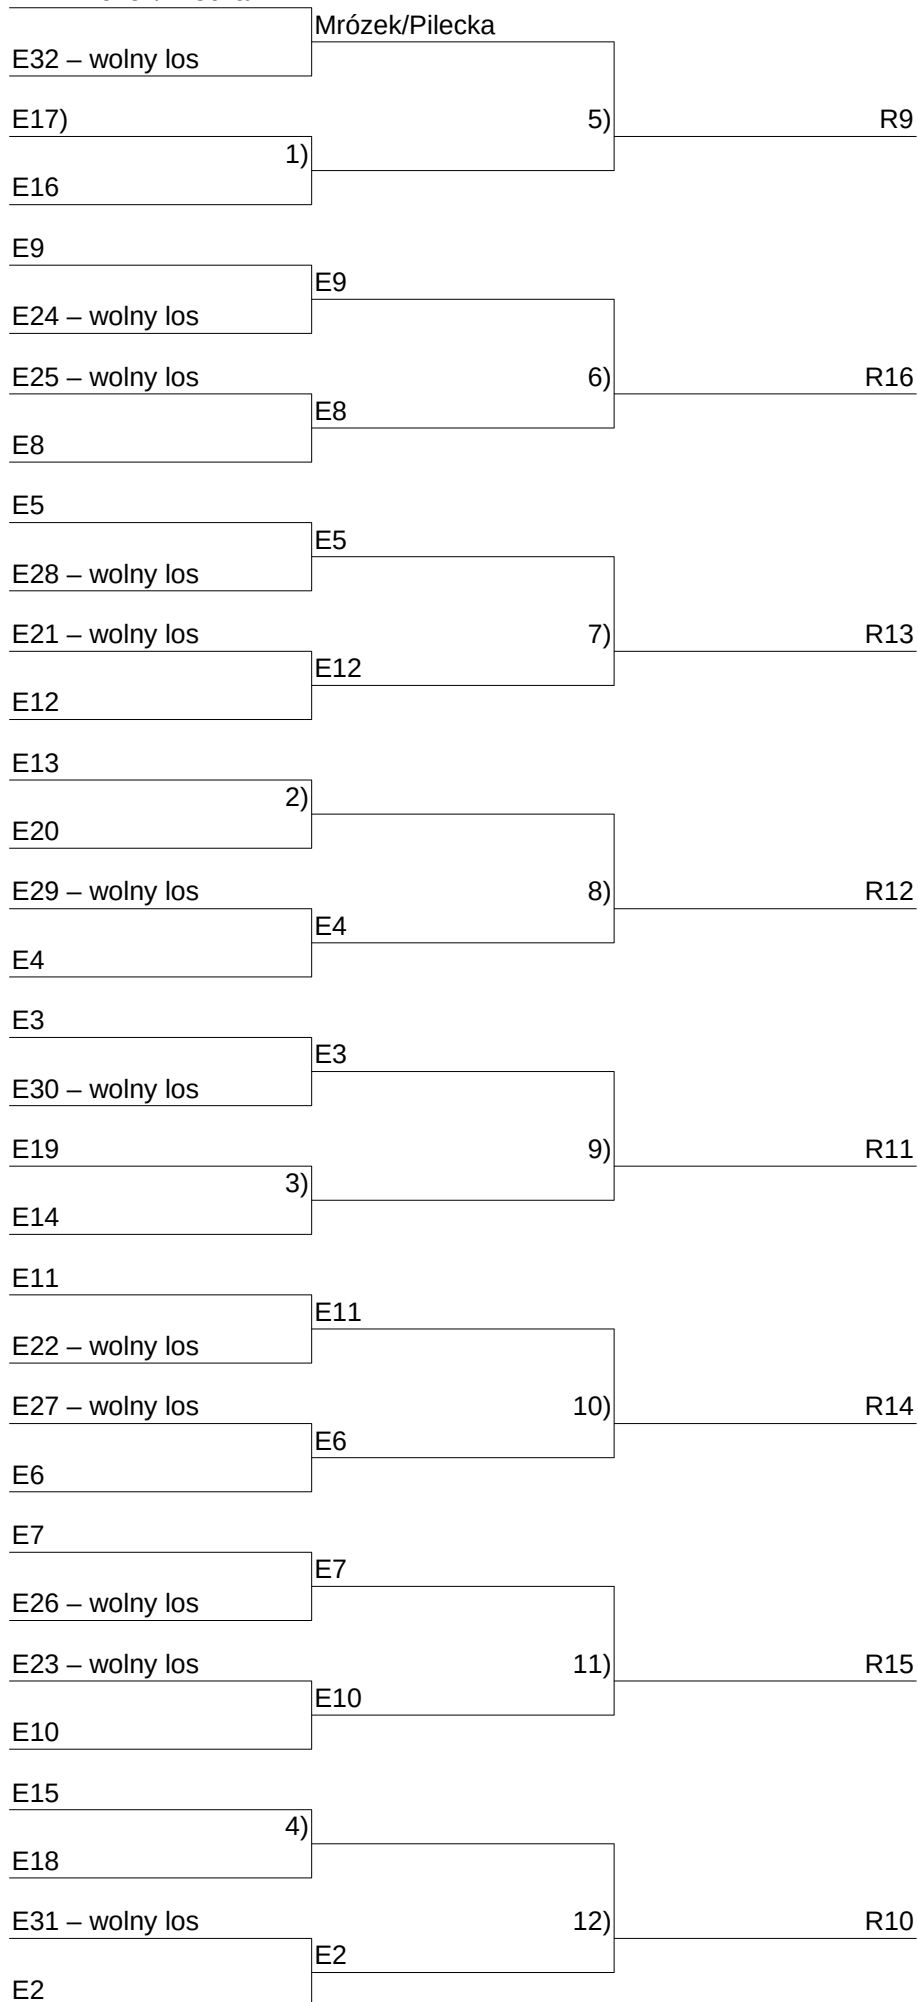 Mrózek/Pilecka
E32 – wolny los
E17)
5)
R9
1)
E16
E9
E9
E24 – wolny los
E25 – wolny los
6)
R16
E8
E8
E5
E5
E28 – wolny los
E21 – wolny los
7)
R13
E12
E12
E13
2)
E20
E29 – wolny los
8)
R12
E4
E4
E3
E3
E30 – wolny los
E19
9)
R11
3)
E14
E11
E11
E22 – wolny los
E27 – wolny los
10)
R14
E6
E6
E7
E7
E26 – wolny los
E23 – wolny los
11)
R15
E10
E10
E15
4)
E18
E31 – wolny los
12)
R10
E2
E2